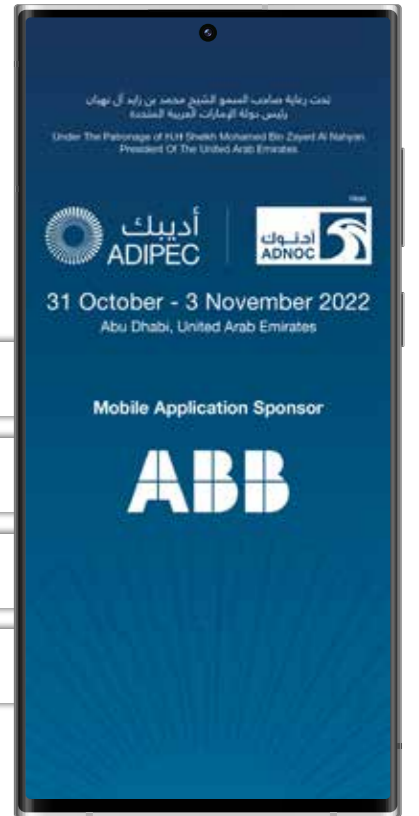 تحت رعاية صاحب السمو الشيخ محمد بن زايد آل نهيان
رئيس دولة الإمارات العربية المتحدة
Under The Patronage of H.H Sheikh Mohamed Bin Zayed Al Nahyan
President Of The United Arab Emirates
أديبك
ADIPEC
أدنوك
ADNOC
31 October - 3 November 2022
Abu Dhabi, United Arab Emirates
Mobile Application Sponsor
ABB